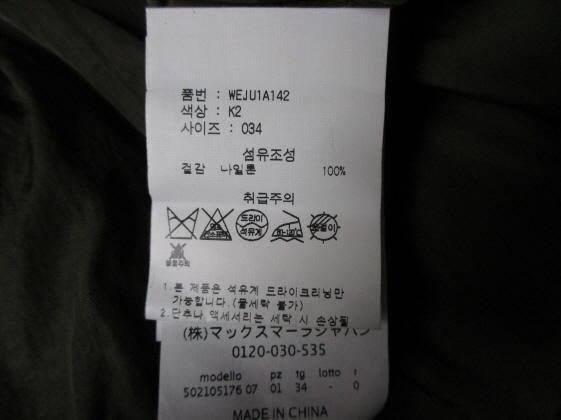 품번 : WEJU1A142
색상 : K2
사이즈 : 034
섬유조성
겉감 나일론 100%
취급주의
드라이
석유계
1.본 제품은 석유계 드라이크리닝만
가능합니다.(물세탁 불가)
2.단추나 액세서리는 세탁 시 손상될
(株)マックスマーラジャパン
0120-030-535
modello pz tg lotto r
502105176 07 01 34 - 0
MADE IN CHINA